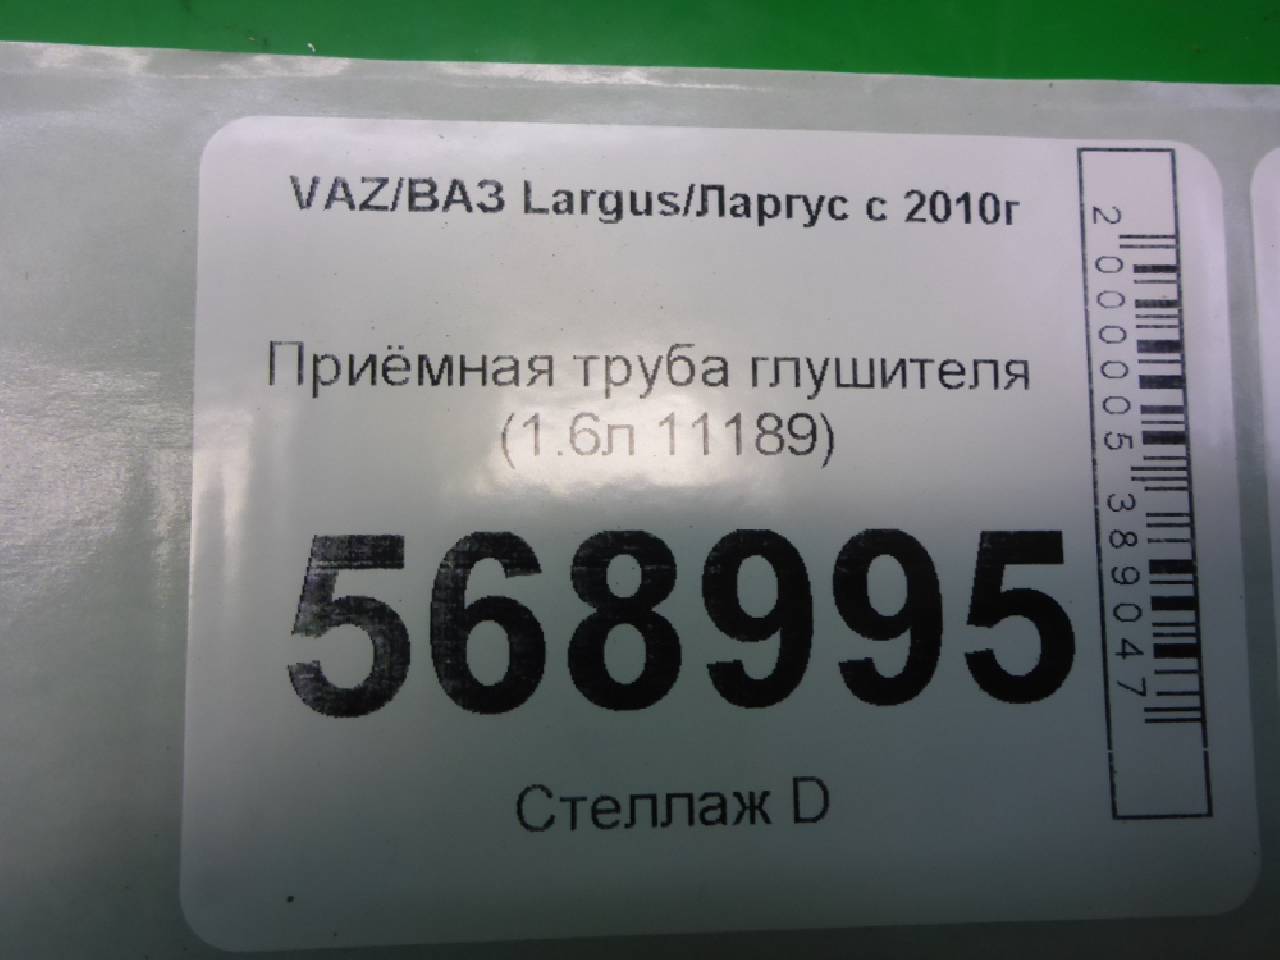 VAZ/ВАЗ Largus/Ларгус с 2010г
Приёмная труба глушителя
(1.6л 11189)
568995
Стеллаж D
2000005389047